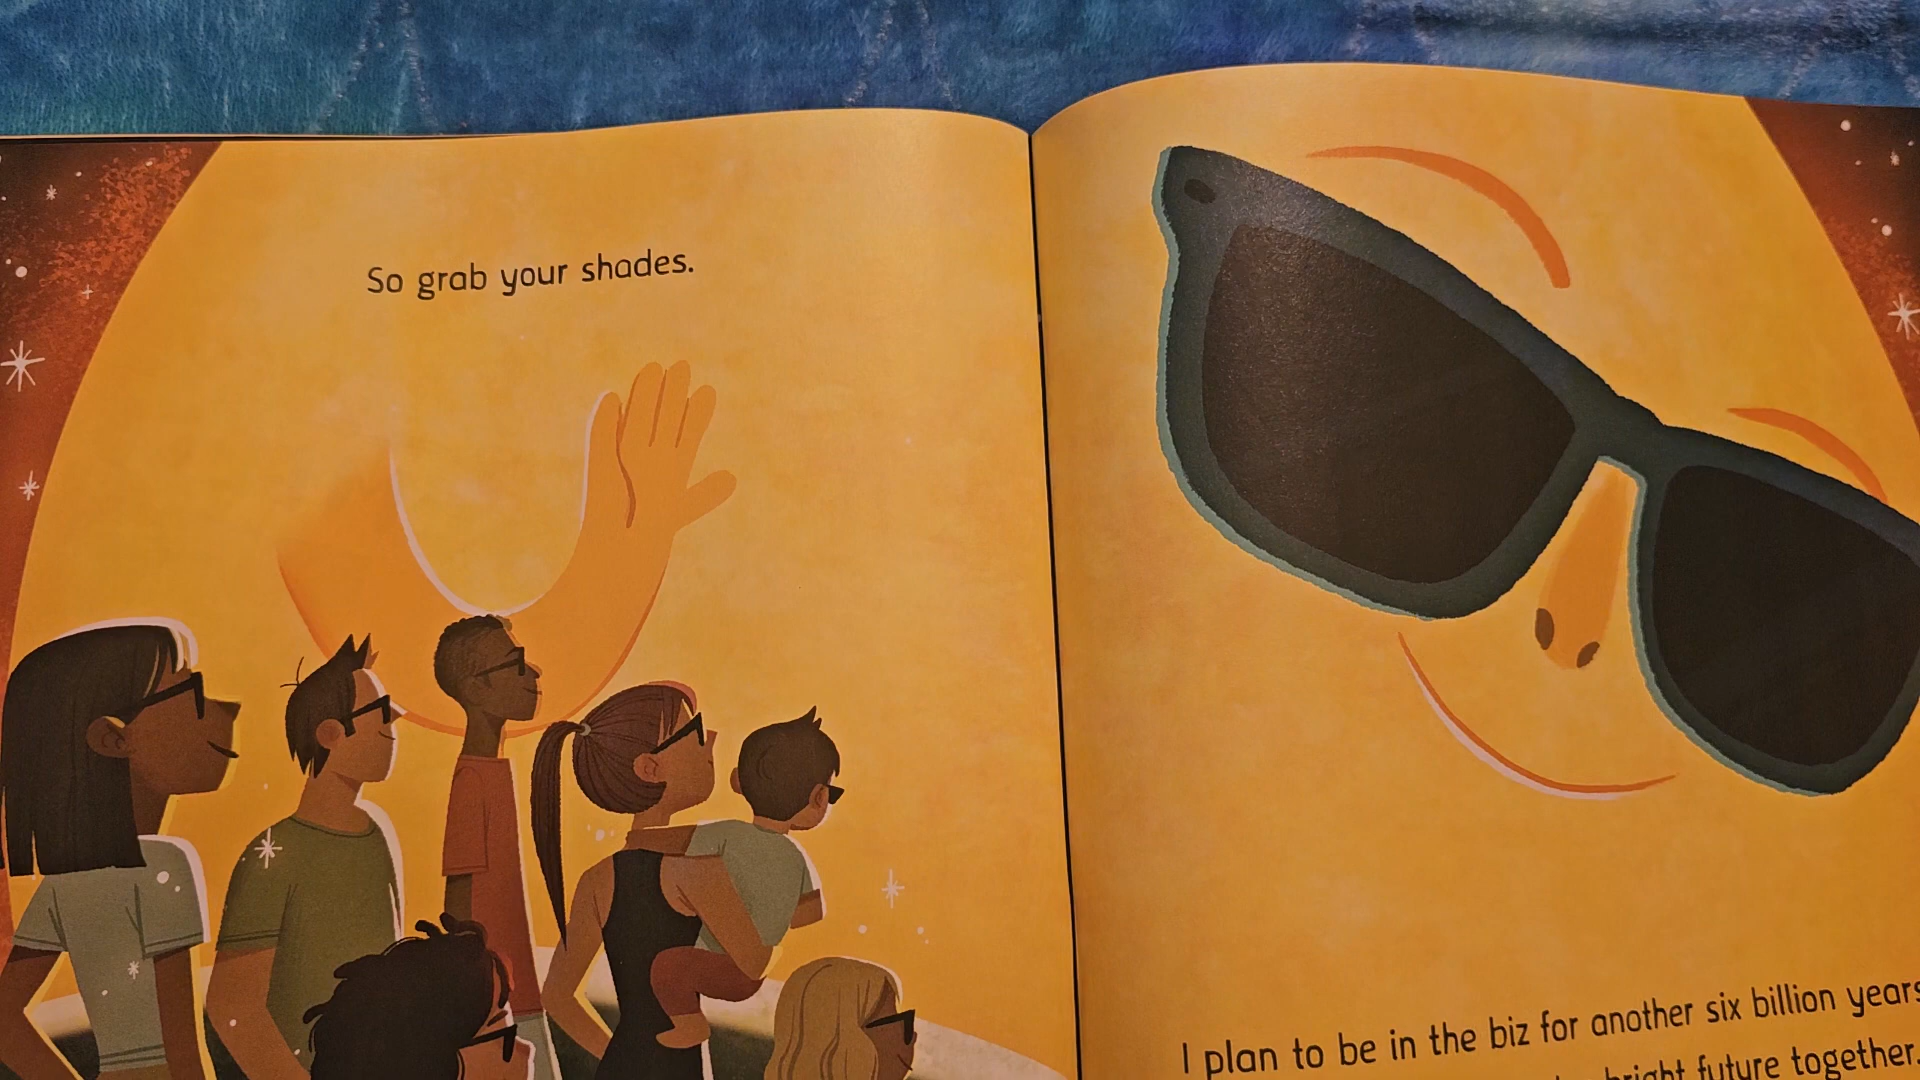 So grab your shades.
I plan to be in the biz for another six billion years
bright future together.